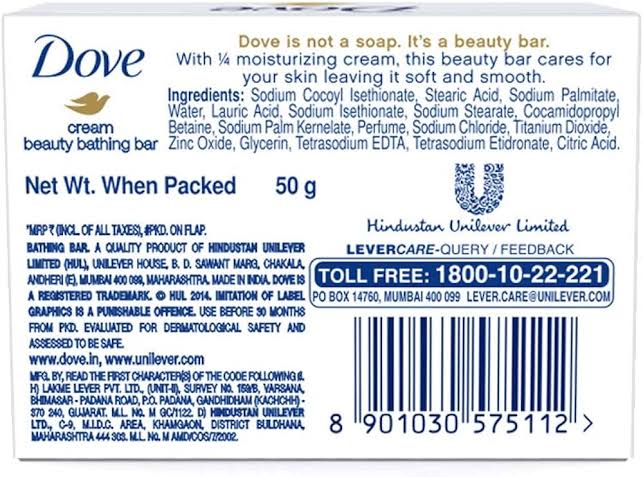 Dove
cream
beauty bathing bar
Dove is not a soap. It's a beauty bar.
With ¼ moisturizing cream, this beauty bar cares for
your skin leaving it soft and smooth.
Ingredients: Sodium Cocoyl Isethionate, Stearic Acid, Sodium Palmitate,
Water, Lauric Acid, Sodium Isethionate, Sodium Stearate, Cocamidopropyl
Betaine, Sodium Palm Kernelate, Perfume, Sodium Chloride, Titanium Dioxide,
Zinc Oxide, Glycerin, Tetrasodium EDTA, Tetrasodium Etidronate, Citric Acid.
Net Wt. When Packed 50 g
*MRP ₹ (INCL. OF ALL TAXES), #PKD. ON FLAP.
BATHING BAR. A QUALITY PRODUCT OF HINDUSTAN UNILEVER
LIMITED (HUL), UNILEVER HOUSE, B. D. SAWANT MARG, CHAKALA,
ANDHERI (E), MUMBAI 400 099, MAHARASHTRA. MADE IN INDIA. DOVE IS
A REGISTERED TRADEMARK. © HUL 2014. IMITATION OF LABEL
GRAPHICS IS A PUNISHABLE OFFENCE. USE BEFORE 30 MONTHS
FROM PKD. EVALUATED FOR DERMATOLOGICAL SAFETY AND
ASSESSED TO BE SAFE.
www.dove.in, www.unilever.com
MFG. BY, READ THE FIRST CHARACTER(S) OF THE CODE FOLLOWING (#.
H) LAKME LEVER PVT. LTD., (UNIT-II), SURVEY NO. VARSANA,
BHIMASAR - PADANA ROAD, P.O. PADANA, GANDHIDHAM (KACHCHH) -
370 240, GUJARAT. M.L. No. M GC/1122. D) HINDUSTAN UNILEVER
LTD., C-9, M.I.D.C. AREA, KHAMGAON, DISTRICT BULDHANA,
MAHARASHTRA 444 303. M.L. No. M AMD/COS/7/2002.
Hindustan Unilever Limited
LEVERCARE-QUERY / FEEDBACK
TOLL FREE: 1800-10-22-221
PO BOX 14760, MUMBAI 400 099 LEVER.CARE@UNILEVER.COM
8 901030 575112 >